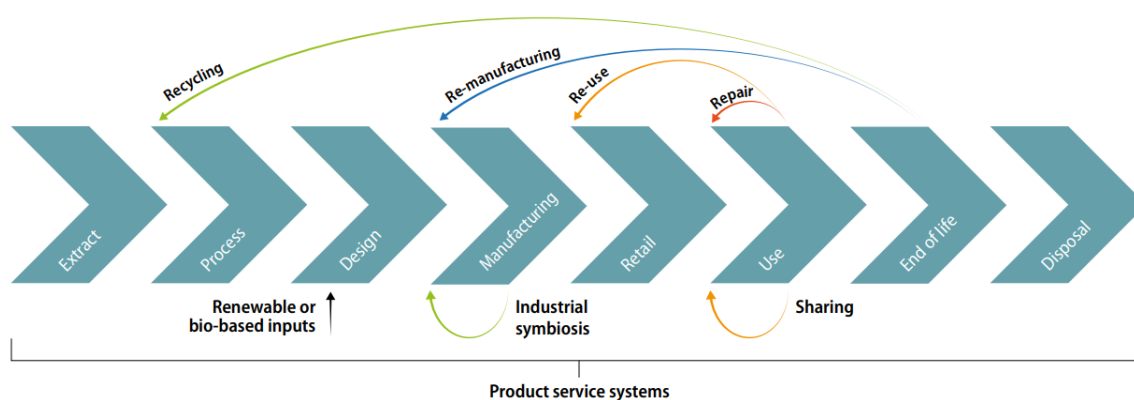 Recycling
Re-manufacturing
Re-use
Repair
Extract
Process
Design
Manufacturing
Retail
Use
End of life
Disposal
Renewable or
bio-based inputs
Industrial
symbiosis
Sharing
Product service systems